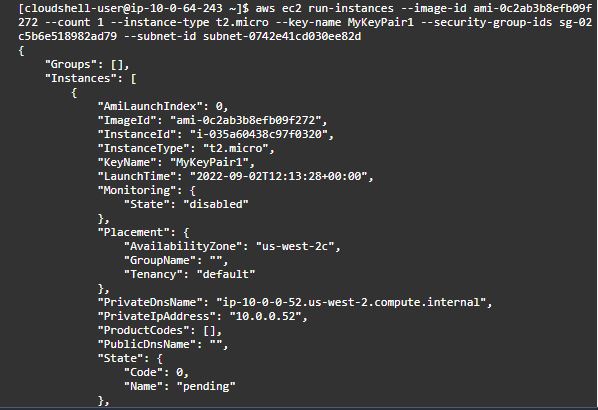 [cloudshell-user@ip-10-0-64-243 ~]$ aws ec2 run-instances --image-id ami-0c2ab3b8efb09f
272 --count 1 --instance-type t2.micro --key-name MyKeyPair1 --security-group-ids sg-02
c5b6e518982ad79 --subnet-id subnet-0742e41cd030ee82d
{
    "Groups": [],
    "Instances": [
        {
            "AmiLaunchIndex": 0,
            "ImageId": "ami-0c2ab3b8efb09f272",
            "InstanceId": "i-035a60438c97f0320",
            "InstanceType": "t2.micro",
            "KeyName": "MyKeyPair1",
            "LaunchTime": "2022-09-02T12:13:28+00:00",
            "Monitoring": {
                "State": "disabled"
            },
            "Placement": {
                "AvailabilityZone": "us-west-2c",
                "GroupName": "",
                "Tenancy": "default"
            },
            "PrivateDnsName": "ip-10-0-0-52.us-west-2.compute.internal",
            "PrivateIpAddress": "10.0.0.52",
            "ProductCodes": [],
            "PublicDnsName": "",
            "State": {
                "Code": 0,
                "Name": "pending"
            },